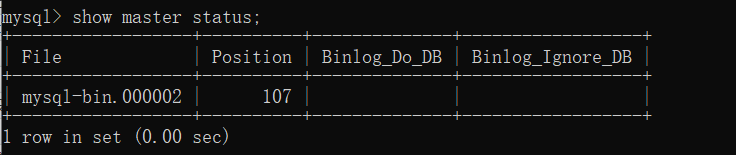 mysql> show master status;
+------------------+----------+--------------+------------------+
| File             | Position | Binlog_Do_DB | Binlog_Ignore_DB |
+------------------+----------+--------------+------------------+
| mysql-bin.000002 |      107 |              |                  |
+------------------+----------+--------------+------------------+
1 row in set (0.00 sec)